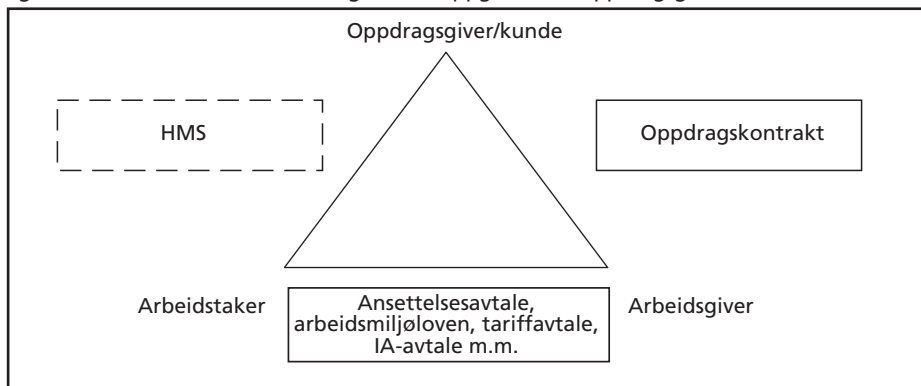 Oppdragsgiver/kunde
HMS
Oppdragskontrakt
Arbeidstaker
Ansettelsesavtale,
arbeidsmiljøloven, tariffavtale,
IA-avtale m.m.
Arbeidsgiver